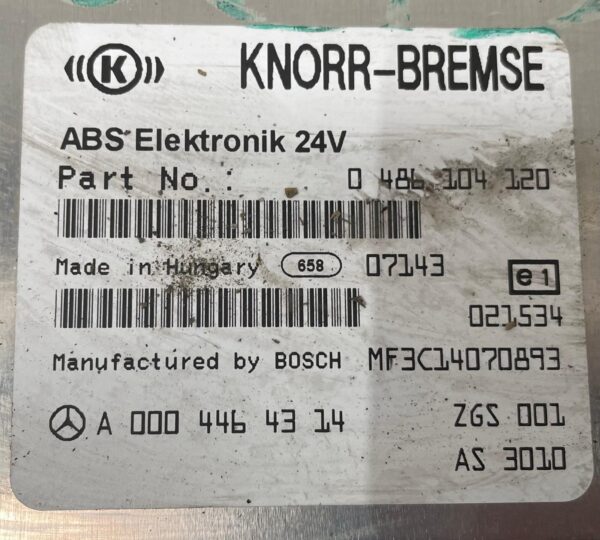 K KNORR-BREMSE
ABS Elektronik 24V
Part No.: 0 486 104 120
Made in Hungary 658 07143 e1
021534
Manufactured by BOSCH MF3C14070893
A 000 446 43 14 ZGS 001
AS 3010